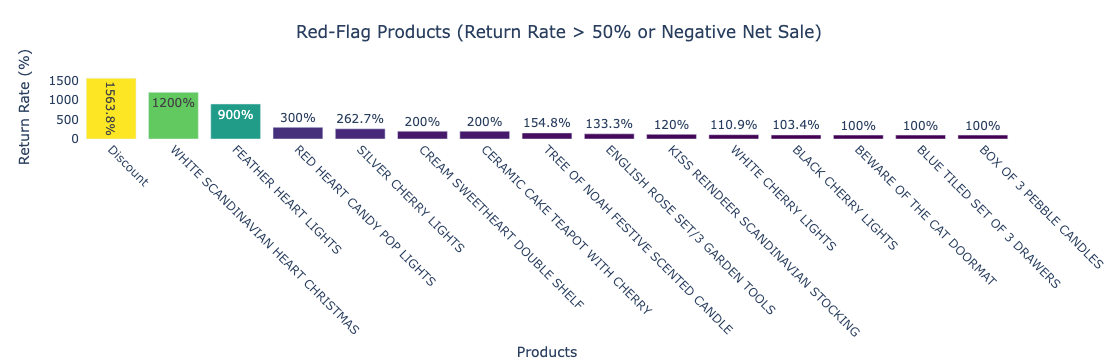 Red-Flag Products (Return Rate > 50% or Negative Net Sale)
Return Rate (%)
1500
1000
500
0
1563.8%
1200%
900%
300%
262.7%
200%
200%
154.8%
133.3%
120%
110.9%
103.4%
100%
100%
100%
Discount
WHITE SCANDINAVIAN HEART CHRISTMAS
FEATHER HEART LIGHTS
RED HEART CANDY POP LIGHTS
SILVER CHERRY LIGHTS
CREAM SWEETHEART DOUBLE SHELF
CERAMIC CAKE TEAPOT WITH CHERRY
TREE OF NOAH FESTIVE SCENTED CANDLE
ENGLISH ROSE SET/3 GARDEN TOOLS
KISS REINDEER SCANDINAVIAN STOCKING
WHITE CHERRY LIGHTS
BLACK CHERRY LIGHTS
BEWARE OF THE CAT DOORMAT
BLUE TILED SET OF 3 DRAWERS
BOX OF 3 PEBBLE CANDLES
Products